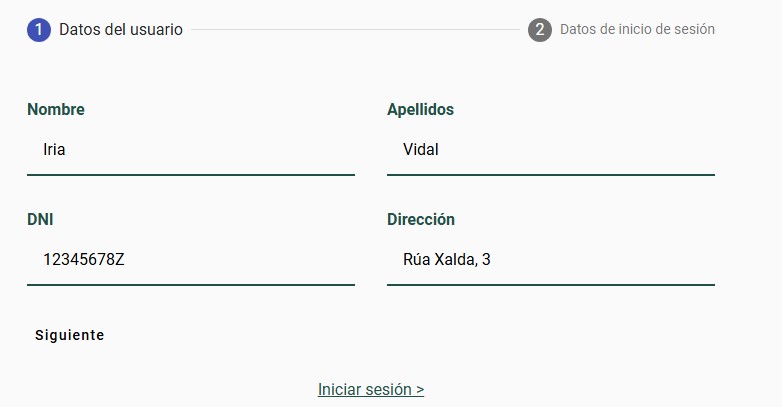 1 Datos del usuario 2 Datos de inicio de sesión
Nombre Apellidos
Iria Vidal
DNI Dirección
12345678Z Rúa Xalda, 3
Siguiente
Iniciar sesión >